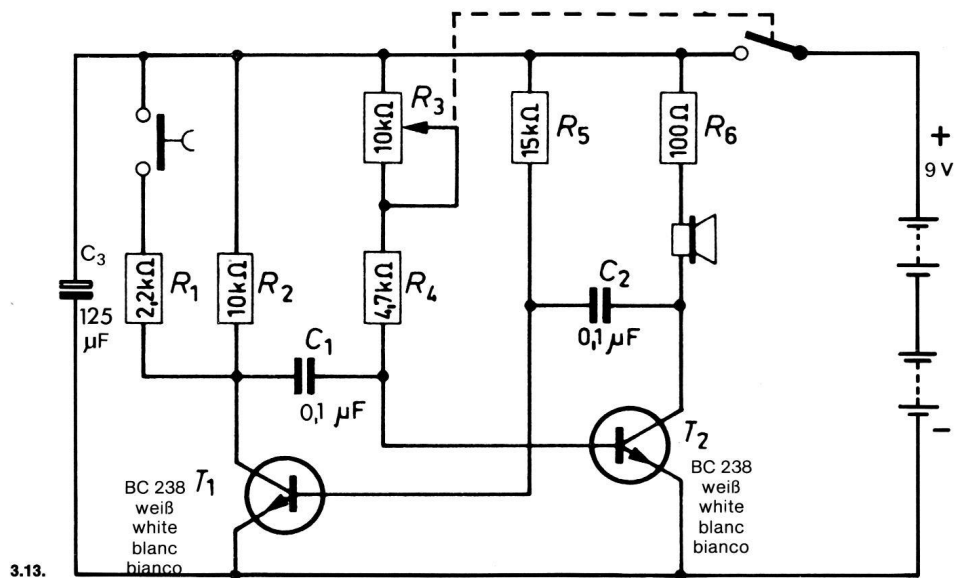 R3
10kΩ
R5
15kΩ
R6
100Ω
+
9 V
C3
125
µF
R1
2,2kΩ
R2
10kΩ
R4
4,7kΩ
C2
0,1 µF
C1
0,1 µF
T1
BC 238
weiß
white
blanc
bianco
T2
BC 238
weiß
white
blanc
bianco
−
3.13.